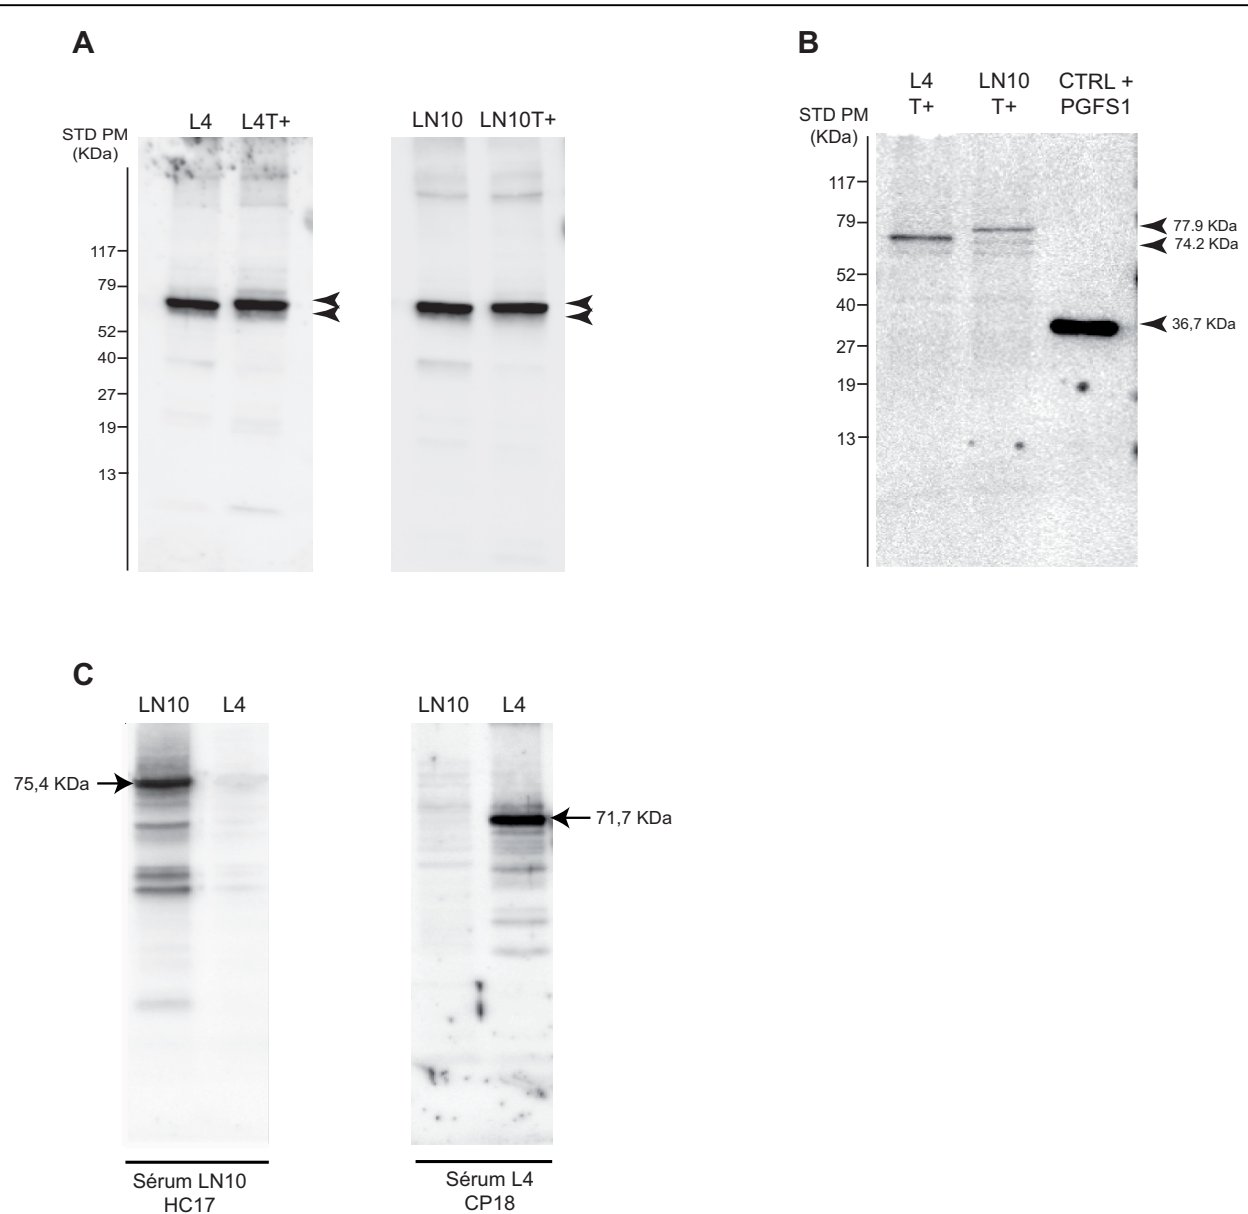 A
L4 L4T+
LN10 LN10T+
STD PM
(KDa)
117
79
52
40
27
19
13
B
L4
T+
LN10
T+
CTRL +
PGFS1
STD PM
(KDa)
117
79
52
40
27
19
13
77.9 KDa
74.2 KDa
36,7 KDa
C
LN10 L4
75,4 KDa
Sérum LN10
HC17
LN10 L4
71,7 KDa
Sérum L4
CP18